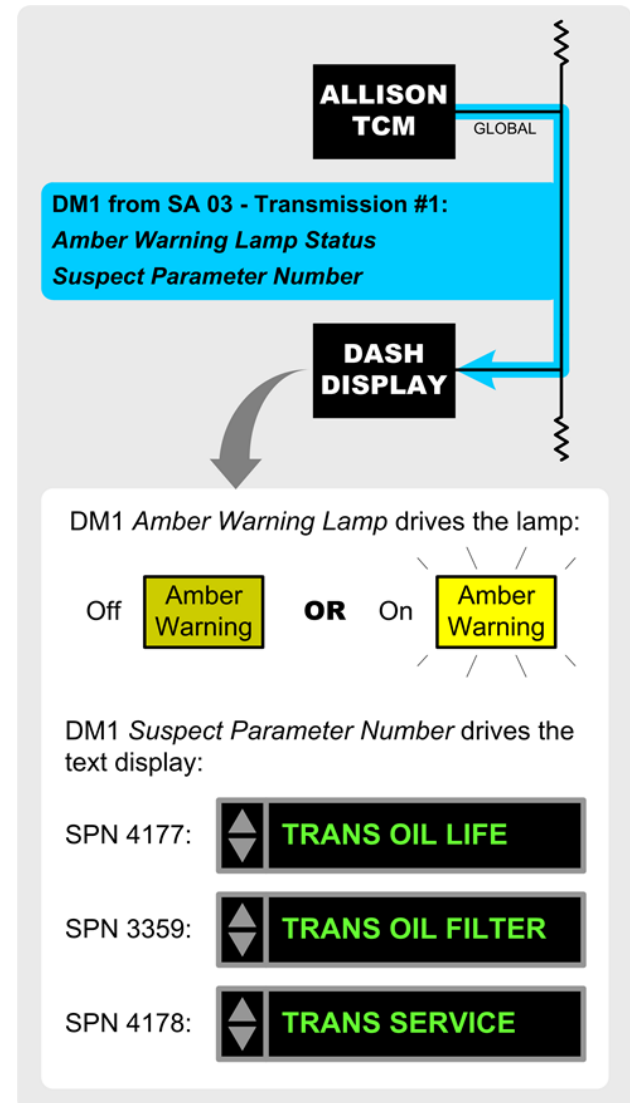 ALLISON
TCM
GLOBAL
DM1 from SA 03 - Transmission #1:
Amber Warning Lamp Status
Suspect Parameter Number
DASH
DISPLAY
DM1 Amber Warning Lamp drives the lamp:
Off Amber Warning OR On Amber Warning
DM1 Suspect Parameter Number drives the
text display:
SPN 4177: TRANS OIL LIFE
SPN 3359: TRANS OIL FILTER
SPN 4178: TRANS SERVICE